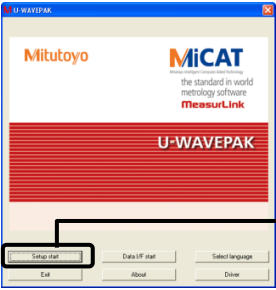 U-WAVEPAK
Mitutoyo
MiCAT
Mitutoyo Intelligent Computer Aided Technology
the standard in world
metrology software
MeasurLink
U-WAVEPAK
Setup start
Data I/F start
Select language
Exit
About
Driver